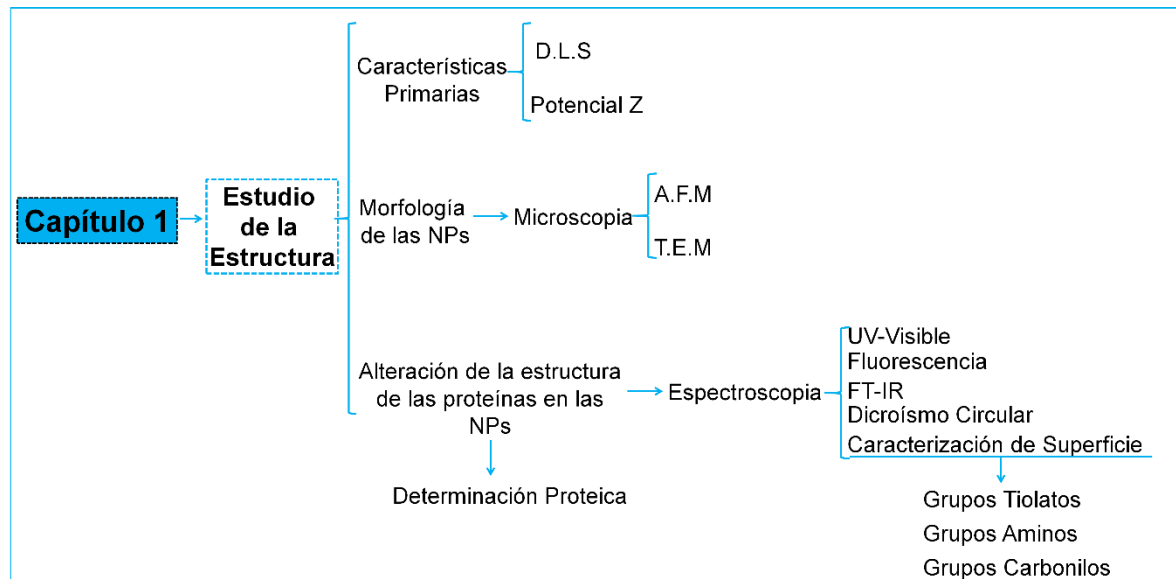 Capítulo 1
Estudio
de la
Estructura
Características
Primarias
D.L.S
Potencial Z
Morfología
de las NPs
Microscopia
A.F.M
T.E.M
Alteración de la estructura
de las proteínas en las
NPs
Espectroscopia
UV-Visible
Fluorescencia
FT-IR
Dicroísmo Circular
Caracterización de Superficie
Determinación Proteica
Grupos Tiolatos
Grupos Aminos
Grupos Carbonilos